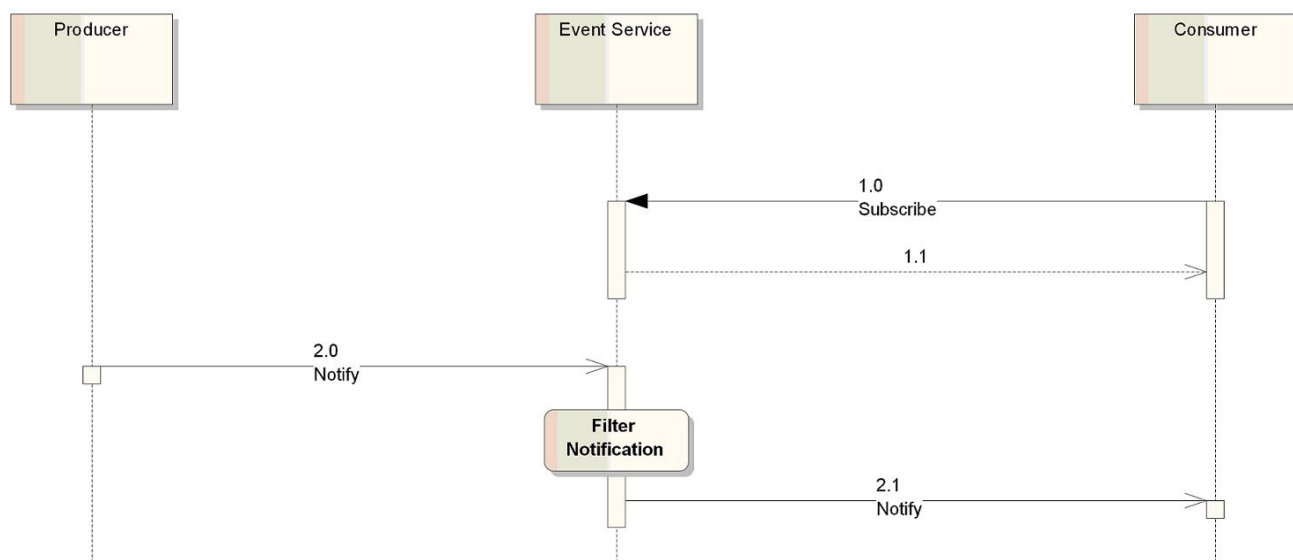 Producer
Event Service
Consumer
1.0
Subscribe
1.1
2.0
Notify
Filter
Notification
2.1
Notify